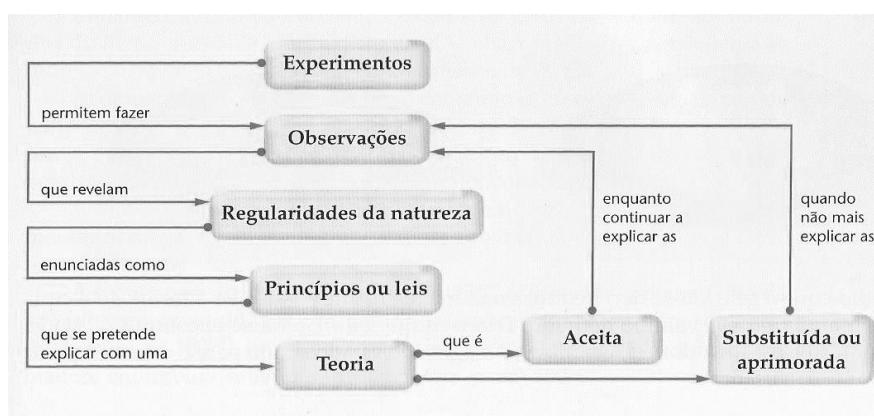 Experimentos
permitem fazer
Observações
que revelam
Regularidades da natureza
enunciadas como
Princípios ou leis
que se pretende
explicar com uma
Teoria
que é
Aceita
enquanto
continuar a
explicar as
Substituída ou
aprimorada
quando
não mais
explicar as